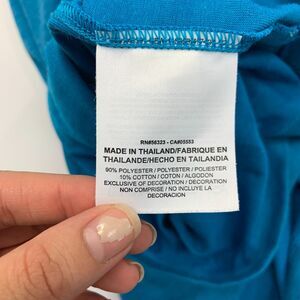 RN#56323 - CA#05553
MADE IN THAILAND/FABRIQUE EN
THAILANDE/HECHO EN TAILANDIA
90% POLYESTER / POLYESTER / POLIESTER
10% COTTON / COTON / ALGODON
EXCLUSIVE OF DECORATION / DECORATION
NON COMPRISE / NO INCLUYE LA
DECORACION